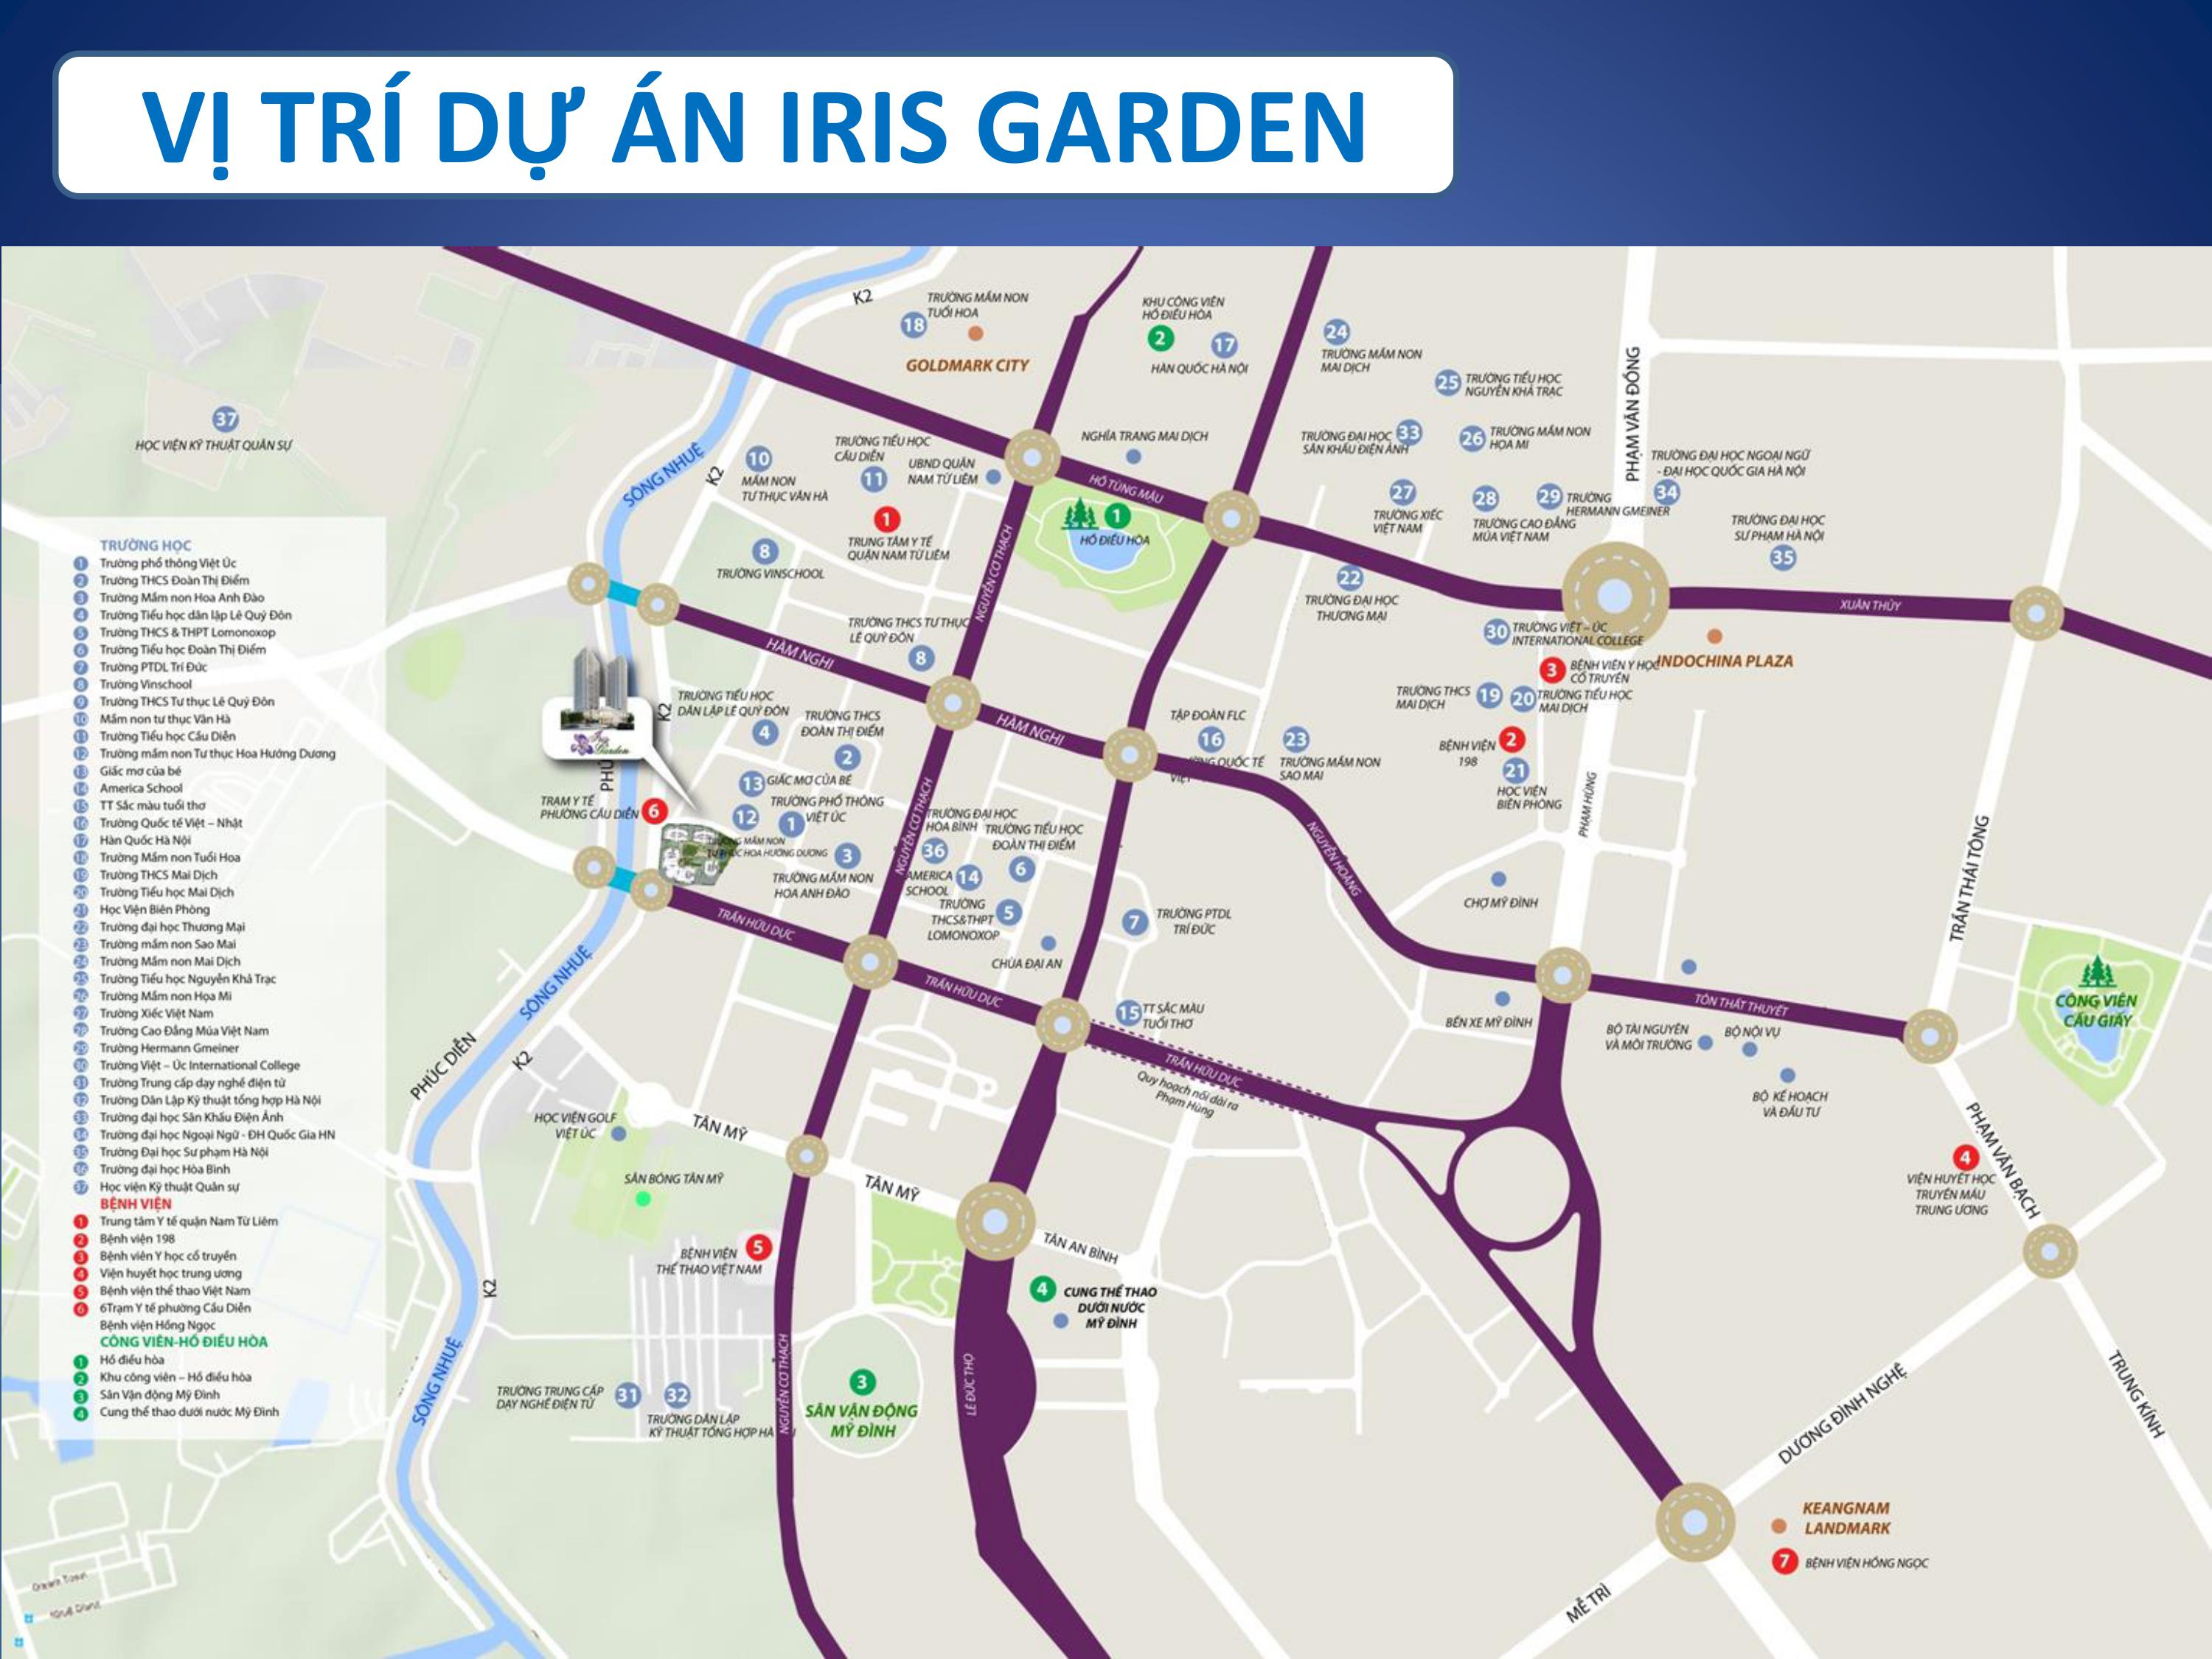 VỊ TRÍ DỰ ÁN IRIS GARDEN
K2
TRƯỜNG MẦM NON
TUỔI HOA
18
GOLDMARK CITY
KHU CÔNG VIÊN
HỒ ĐIỀU HÒA
2
17
HÀN QUỐC HÀ NỘI
24
TRƯỜNG MẦM NON
MAI DỊCH
25
TRƯỜNG TIỂU HỌC
NGUYỄN KHẢ TRẠC
PHẠM VĂN ĐỒNG
37
HỌC VIỆN KỸ THUẬT QUÂN SỰ
SÔNG NHUỆ
K2
10
MẦM NON
TƯ THỤC VÂN HÀ
TRƯỜNG TIỂU HỌC
CẦU DIỄN
11
UBND QUẬN
NAM TỪ LIÊM
NGHĨA TRANG MAI DỊCH
TRƯỜNG ĐẠI HỌC
SÂN KHẤU ĐIỆN ẢNH
33
26
TRƯỜNG MẦM NON
HỌA MI
TRƯỜNG ĐẠI HỌC NGOẠI NGỮ
- ĐẠI HỌC QUỐC GIA HÀ NỘI
34
HỒ TÙNG MẬU
1
TRUNG TÂM Y TẾ
QUẬN NAM TỪ LIÊM
1
HỒ ĐIỀU HÒA
27
TRƯỜNG XIẾC
VIỆT NAM
28
TRƯỜNG CAO ĐẲNG
MÚA VIỆT NAM
29
TRƯỜNG
HERMANN GMEINER
TRƯỜNG ĐẠI HỌC
SƯ PHẠM HÀ NỘI
35
8
TRƯỜNG VINSCHOOL
NGUYỄN CƠ THẠCH
22
TRƯỜNG ĐẠI HỌC
THƯƠNG MẠI
XUÂN THỦY
TRƯỜNG THCS TƯ THỤC
LÊ QUÝ ĐÔN
8
HÀM NGHI
30
TRƯỜNG VIỆT – ÚC
INTERNATIONAL COLLEGE
3
BỆNH VIỆN Y HỌC
CỔ TRUYỀN
INDOCHINA PLAZA
TRƯỜNG THCS
MAI DỊCH
19
20
TRƯỜNG TIỂU HỌC
MAI DỊCH
Iris
Garden
K2
PHÚ
TRƯỜNG TIỂU HỌC
DÂN LẬP LÊ QUÝ ĐÔN
4
TRƯỜNG THCS
ĐOÀN THỊ ĐIỂM
2
HÀM NGHI
TẬP ĐOÀN FLC
16
QUỐC TẾ
23
TRƯỜNG MẦM NON
SAO MAI
BỆNH VIỆN
198
2
21
HỌC VIỆN
BIÊN PHÒNG
PHẠM HÙNG
13
GIẤC MƠ CỦA BÉ
TRẠM Y TẾ
PHƯỜNG CẦU DIỄN
6
12
TRƯỜNG PHỔ THÔNG
VIỆT ÚC
1
MẦM NON
HOA HƯỚNG DƯƠNG
3
TRƯỜNG MẦM NON
HOA ANH ĐÀO
NGUYỄN CƠ THẠCH
TRƯỜNG ĐẠI HỌC
HÒA BÌNH
36
TRƯỜNG TIỂU HỌC
ĐOÀN THỊ ĐIỂM
6
AMERICA
SCHOOL
14
TRƯỜNG
THCS&THPT
LOMONOXOP
5
CHÙA ĐẠI AN
7
TRƯỜNG PTDL
TRÍ ĐỨC
NGUYỄN HOÀNG
CHỢ MỸ ĐÌNH
TRẦN THÁI TÔNG
TRẦN HỮU DỰC
TRẦN HỮU DỰC
15
TT SẮC MÀU
TUỔI THƠ
TRẦN HỮU DỰC
Quy hoạch nối dài ra
Phạm Hùng
BẾN XE MỸ ĐÌNH
TÔN THẤT THUYẾT
BỘ TÀI NGUYÊN
VÀ MÔI TRƯỜNG
BỘ NỘI VỤ
BỘ KẾ HOẠCH
VÀ ĐẦU TƯ
CÔNG VIÊN
CẦU GIẤY
SÔNG NHUỆ
PHÚC DIỄN
K2
HỌC VIỆN GOLF
VIỆT ÚC
TÂN MỸ
SÂN BÓNG TÂN MỸ
TÂN MỸ
TÂN AN BÌNH
PHẠM VĂN BẠCH
4
VIỆN HUYẾT HỌC
TRUYỀN MÁU
TRUNG ƯƠNG
BỆNH VIỆN
THỂ THAO VIỆT NAM
5
K2
4
CUNG THỂ THAO
DƯỚI NƯỚC
MỸ ĐÌNH
SÔNG NHUỆ
TRƯỜNG TRUNG CẤP
DẠY NGHỀ ĐIỆN TỬ
31
32
TRƯỜNG DÂN LẬP
KỸ THUẬT TỔNG HỢP HÀ
NGUYỄN CƠ THẠCH
3
SÂN VẬN ĐỘNG
MỸ ĐÌNH
LÊ ĐỨC THỌ
DƯƠNG ĐÌNH NGHỆ
TRUNG KÍNH
KEANGNAM
LANDMARK
7
BỆNH VIỆN HỒNG NGỌC
MỄ TRÌ
TRƯỜNG HỌC
1 Trường phổ thông Việt Úc
2 Trường THCS Đoàn Thị Điểm
3 Trường Mầm non Hoa Anh Đào
4 Trường Tiểu học dân lập Lê Quý Đôn
5 Trường THCS & THPT Lomonoxop
6 Trường Tiểu học Đoàn Thị Điểm
7 Trường PTDL Trí Đức
8 Trường Vinschool
9 Trường THCS Tư thục Lê Quý Đôn
10 Mầm non tư thục Vân Hà
11 Trường Tiểu học Cầu Diễn
12 Trường mầm non Tư thục Hoa Hướng Dương
13 Giấc mơ của bé
14 America School
15 TT Sắc màu tuổi thơ
16 Trường Quốc tế Việt – Nhật
17 Hàn Quốc Hà Nội
18 Trường Mầm non Tuổi Hoa
19 Trường THCS Mai Dịch
20 Trường Tiểu học Mai Dịch
21 Học Viện Biên Phòng
22 Trường đại học Thương Mại
23 Trường mầm non Sao Mai
24 Trường Mầm non Mai Dịch
25 Trường Tiểu học Nguyễn Khả Trạc
26 Trường Mầm non Họa Mi
27 Trường Xiếc Việt Nam
28 Trường Cao Đẳng Múa Việt Nam
29 Trường Hermann Gmeiner
30 Trường Việt – Úc International College
31 Trường Trung cấp dạy nghề điện tử
32 Trường Dân Lập Kỹ thuật tổng hợp Hà Nội
33 Trường đại học Sân Khấu Điện Ảnh
34 Trường đại học Ngoại Ngữ - ĐH Quốc Gia HN
35 Trường Đại học Sư phạm Hà Nội
36 Trường đại học Hòa Bình
37 Học viện Kỹ thuật Quân sự
BỆNH VIỆN
1 Trung tâm Y tế quận Nam Từ Liêm
2 Bệnh viện 198
3 Bệnh viên Y học cổ truyền
4 Viện huyết học trung ương
5 Bệnh viện thể thao Việt Nam
6 6Trạm Y tế phường Cầu Diễn
Bệnh viện Hồng Ngọc
CÔNG VIÊN-HỒ ĐIỀU HÒA
1 Hồ điều hòa
2 Khu công viên – Hồ điều hòa
3 Sân Vận động Mỹ Đình
4 Cung thể thao dưới nước Mỹ Đình